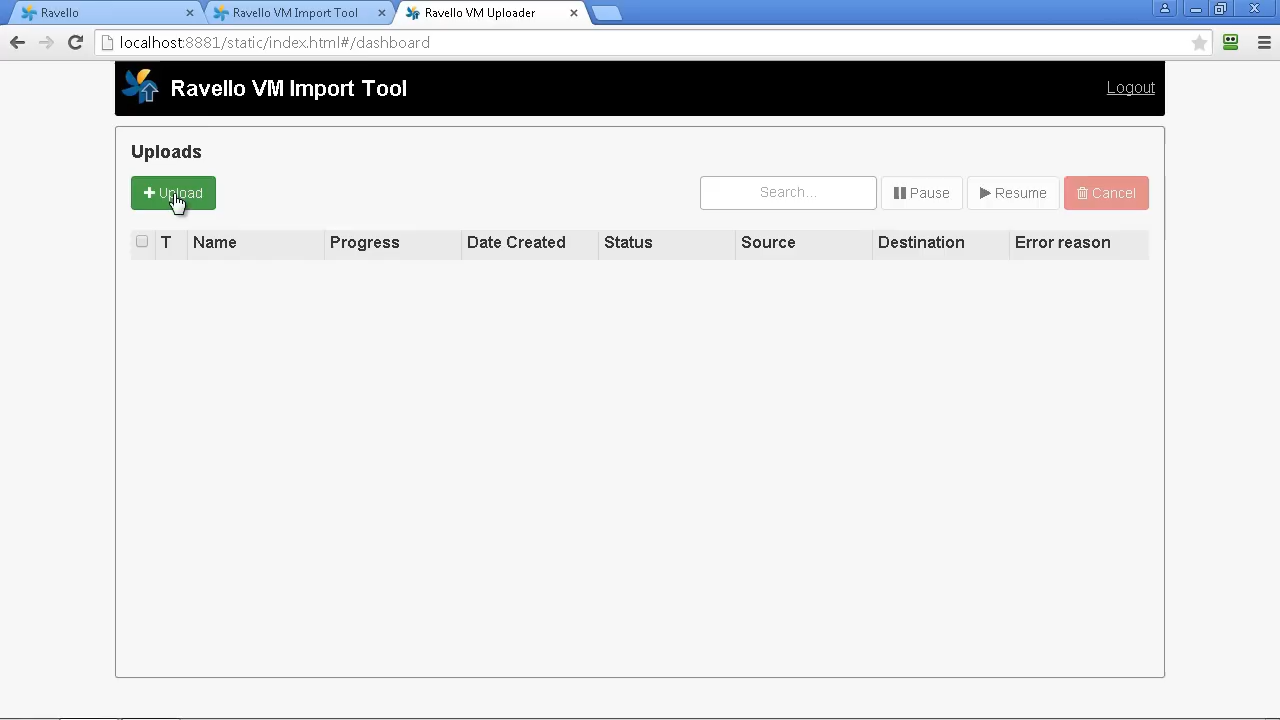 Ravello
Ravello VM Import Tool
Ravello VM Uploader
localhost:8881/static/index.html#/dashboard
Ravello VM Import Tool
Logout
Uploads
Upload
Search...
Pause
Resume
Cancel
T
Name
Progress
Date Created
Status
Source
Destination
Error reason